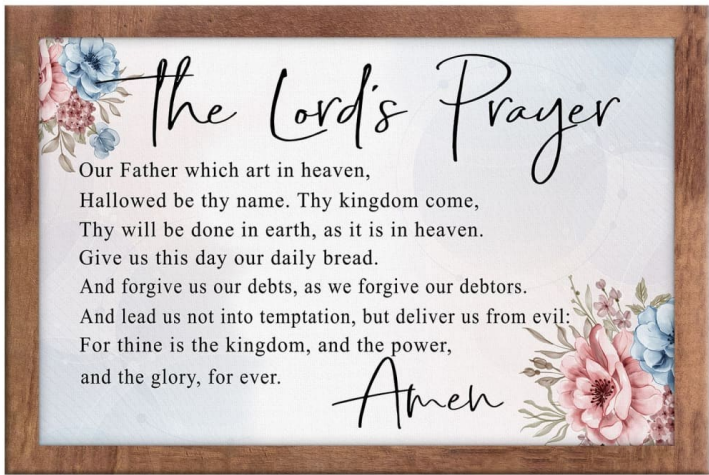 The Lord's Prayer
Our Father which art in heaven,
Hallowed be thy name. Thy kingdom come,
Thy will be done in earth, as it is in heaven.
Give us this day our daily bread.
And forgive us our debts, as we forgive our debtors.
And lead us not into temptation, but deliver us from evil:
For thine is the kingdom, and the power,
and the glory, for ever.
Amen